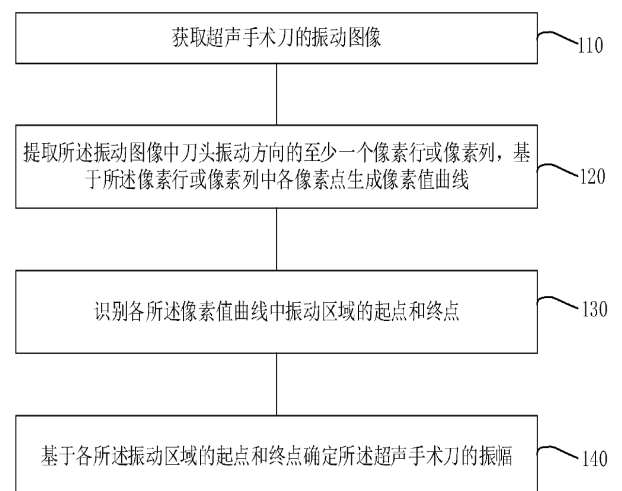 获取超声手术刀的振动图像
110
提取所述振动图像中刀头振动方向的至少一个像素行或像素列，基
于所述像素行或像素列中各像素点生成像素值曲线
120
识别各所述像素值曲线中振动区域的起点和终点
130
基于各所述振动区域的起点和终点确定所述超声手术刀的振幅
140